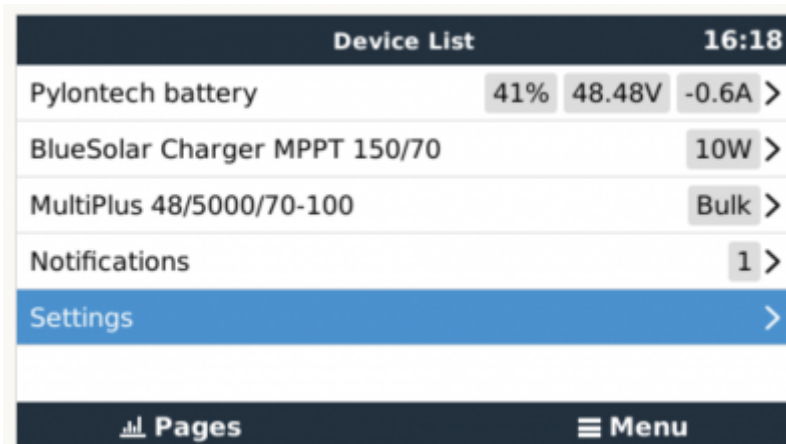 Device List 16:18
Pylontech battery 41% 48.48V -0.6A
BlueSolar Charger MPPT 150/70 10W
MultiPlus 48/5000/70-100 Bulk
Notifications 1
Settings
Pages Menu